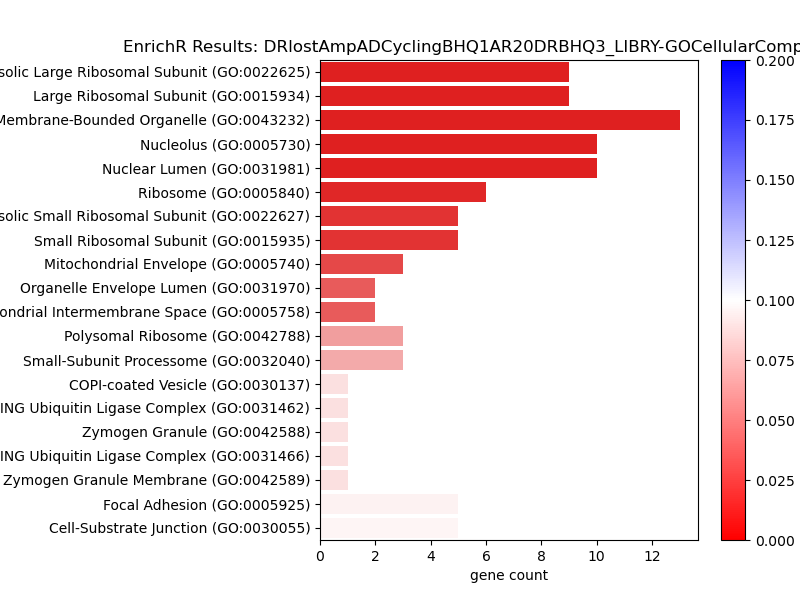 EnrichR Results: DRlostAmpADCyclingBHQ1AR20DRBHQ3_LIBRY-GOCellularComp
solic Large Ribosomal Subunit (GO:0022625)
Large Ribosomal Subunit (GO:0015934)
Membrane-Bounded Organelle (GO:0043232)
Nucleolus (GO:0005730)
Nuclear Lumen (GO:0031981)
Ribosome (GO:0005840)
solic Small Ribosomal Subunit (GO:0022627)
Small Ribosomal Subunit (GO:0015935)
Mitochondrial Envelope (GO:0005740)
Organelle Envelope Lumen (GO:0031970)
ondrial Intermembrane Space (GO:0005758)
Polysomal Ribosome (GO:0042788)
Small-Subunit Processome (GO:0032040)
COPI-coated Vesicle (GO:0030137)
ING Ubiquitin Ligase Complex (GO:0031462)
Zymogen Granule (GO:0042588)
ING Ubiquitin Ligase Complex (GO:0031466)
Zymogen Granule Membrane (GO:0042589)
Focal Adhesion (GO:0005925)
Cell-Substrate Junction (GO:0030055)
0 2 4 6 8 10 12
gene count
0.200
0.175
0.150
0.125
0.100
0.075
0.050
0.025
0.000